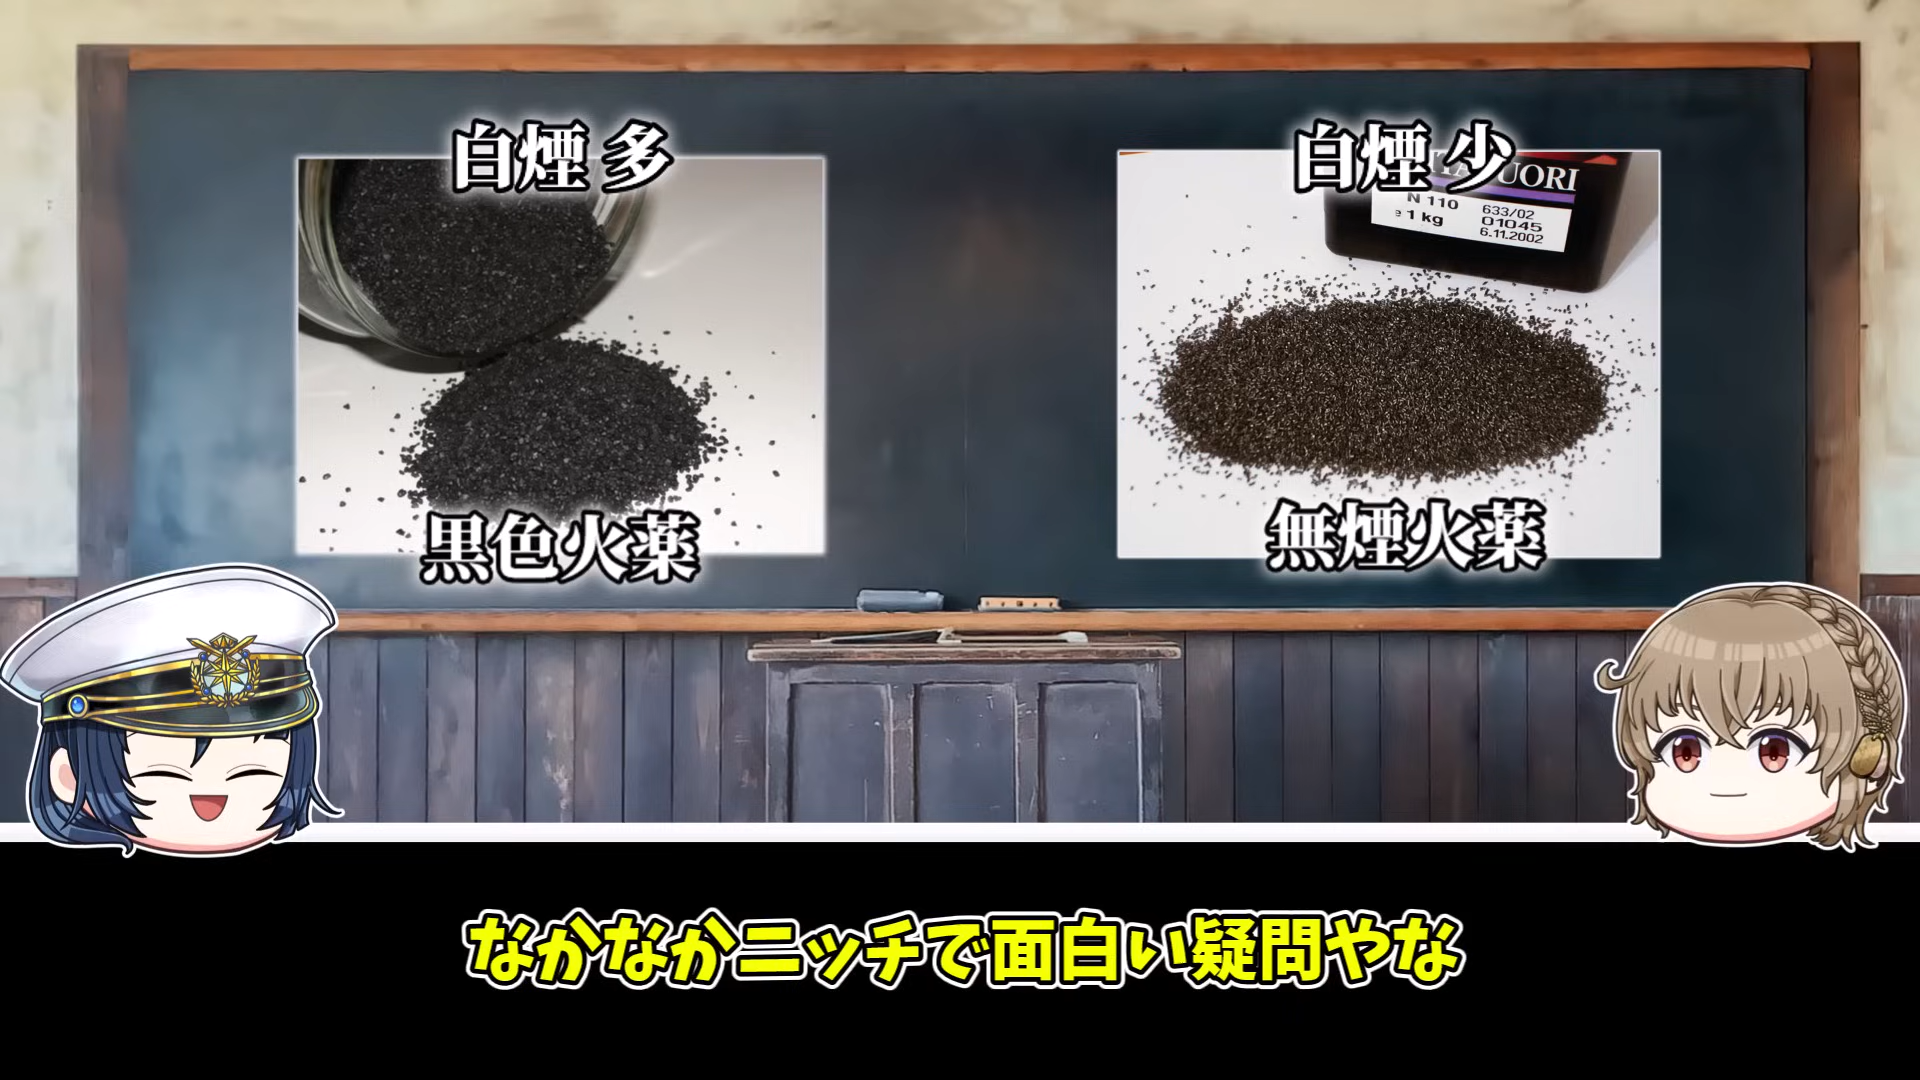 白煙 多
黒色火薬
白煙 少
UORI
N 110
e 1 kg
633/02
01045
6.11.2002
無煙火薬
なかなかニッチで面白い疑問やな